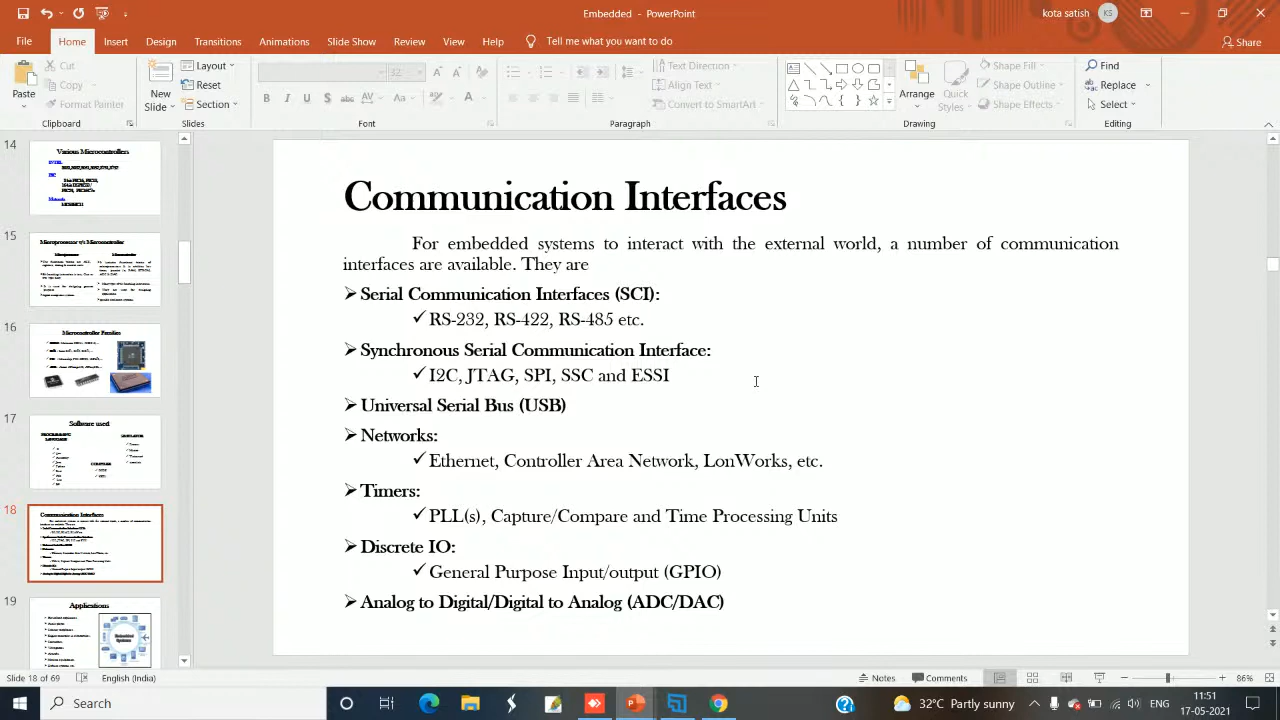 kota satish KS
File Home Insert Design Transitions Animations Slide Show Review View Help Tell me what you want to do Share
Paste Cut Copy Format Painter
New Slide Layout Reset Section
Text Direction Align Text Convert to SmartArt
Arrange Quick Styles Shape Fill Shape Outline Shape Effects
Find Replace Select
Clipboard Slides Font Paragraph Drawing Editing
Various Microcontrollers
15
Microprocessor v/s Microcontroller
16
Microcontroller Families
17
Software used
18
Communication Interfaces
19
Applications
Communication Interfaces
For embedded systems to interact with the external world, a number of communication
interfaces are available. They are
➢ Serial Communication Interfaces (SCI):
✓ RS-232, RS-422, RS-485 etc.
➢ Synchronous Serial Communication Interface:
✓ I2C, JTAG, SPI, SSC and ESSI
➢ Universal Serial Bus (USB)
➢ Networks:
✓ Ethernet, Controller Area Network, LonWorks, etc.
➢ Timers:
✓ PLL(s), Capture/Compare and Time Processing Units
➢ Discrete IO:
✓ General Purpose Input/output (GPIO)
➢ Analog to Digital/Digital to Analog (ADC/DAC)
Slide 18 of 69 English (India) Notes Comments 86%
Search 32°C Partly sunny ENG 11:51
17-05-2021